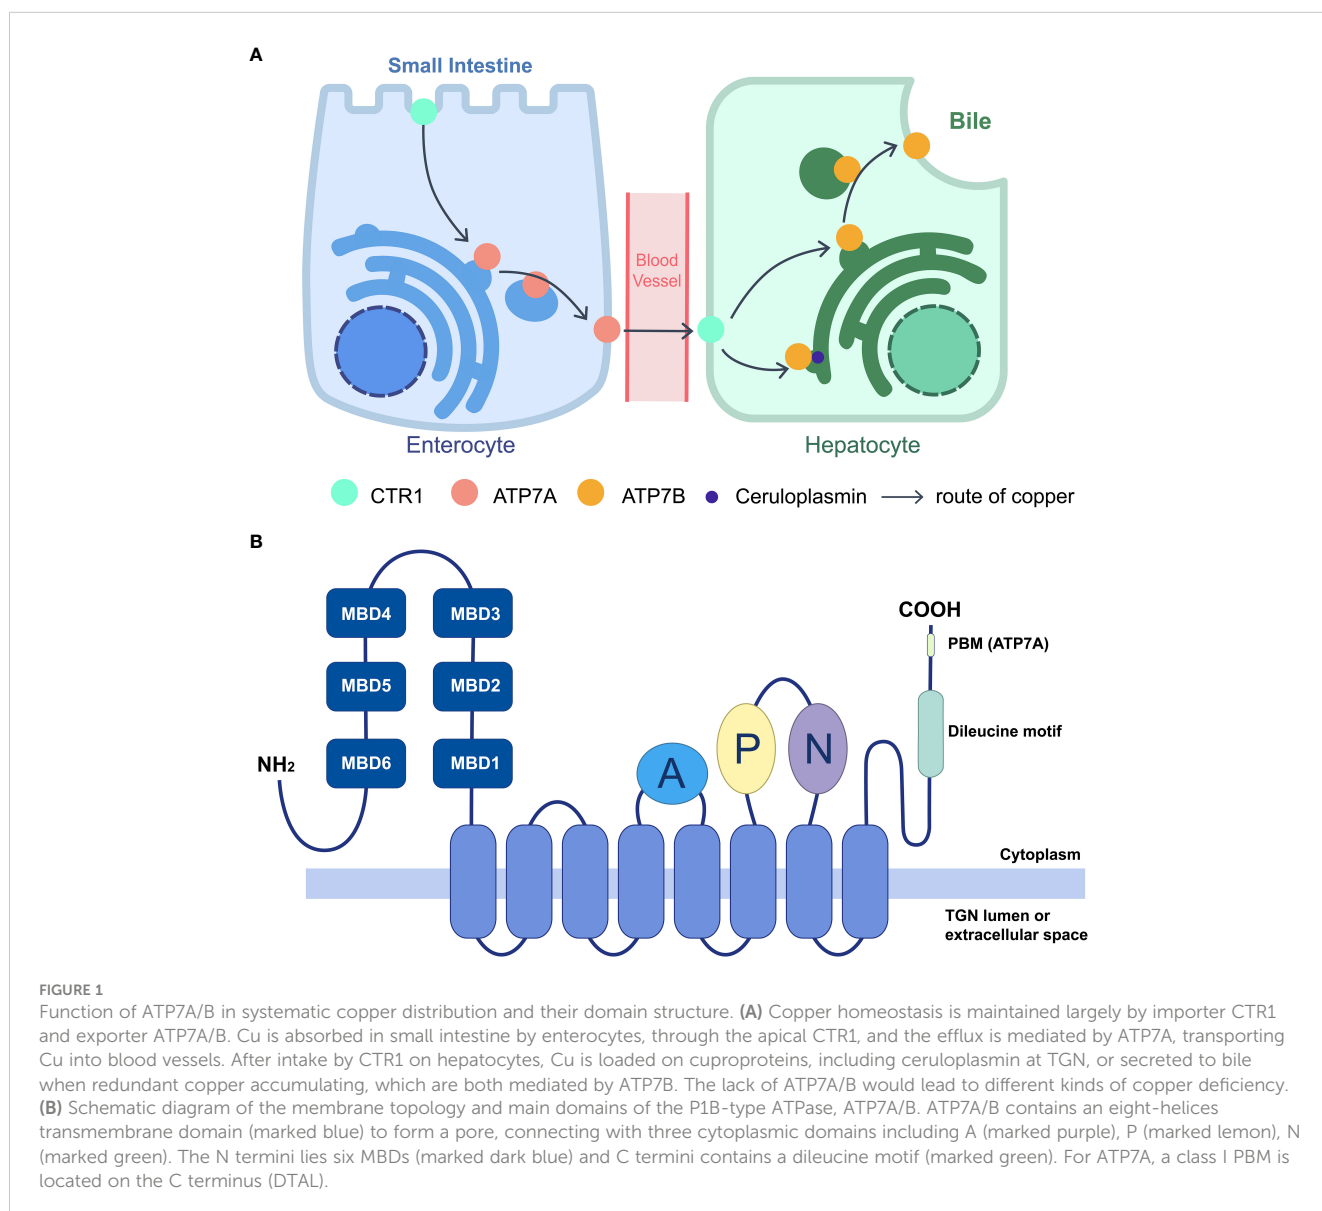 A
Small Intestine
Bile
Blood
Vessel
Enterocyte
Hepatocyte
CTR1
ATP7A
ATP7B
Ceruloplasmin
route of copper
B
MBD4
MBD3
COOH
PBM (ATP7A)
MBD5
MBD2
P
N
Dileucine motif
NH2
MBD6
MBD1
A
Cytoplasm
TGN lumen or
extracellular space
FIGURE 1
Function of ATP7A/B in systematic copper distribution and their domain structure. (A) Copper homeostasis is maintained largely by importer CTR1
and exporter ATP7A/B. Cu is absorbed in small intestine by enterocytes, through the apical CTR1, and the efflux is mediated by ATP7A, transporting
Cu into blood vessels. After intake by CTR1 on hepatocytes, Cu is loaded on cuproproteins, including ceruloplasmin at TGN, or secreted to bile
when redundant copper accumulating, which are both mediated by ATP7B. The lack of ATP7A/B would lead to different kinds of copper deficiency.
(B) Schematic diagram of the membrane topology and main domains of the P1B-type ATPase, ATP7A/B. ATP7A/B contains an eight-helices
transmembrane domain (marked blue) to form a pore, connecting with three cytoplasmic domains including A (marked purple), P (marked lemon), N
(marked green). The N termini lies six MBDs (marked dark blue) and C termini contains a dileucine motif (marked green). For ATP7A, a class I PBM is
located on the C terminus (DTAL).